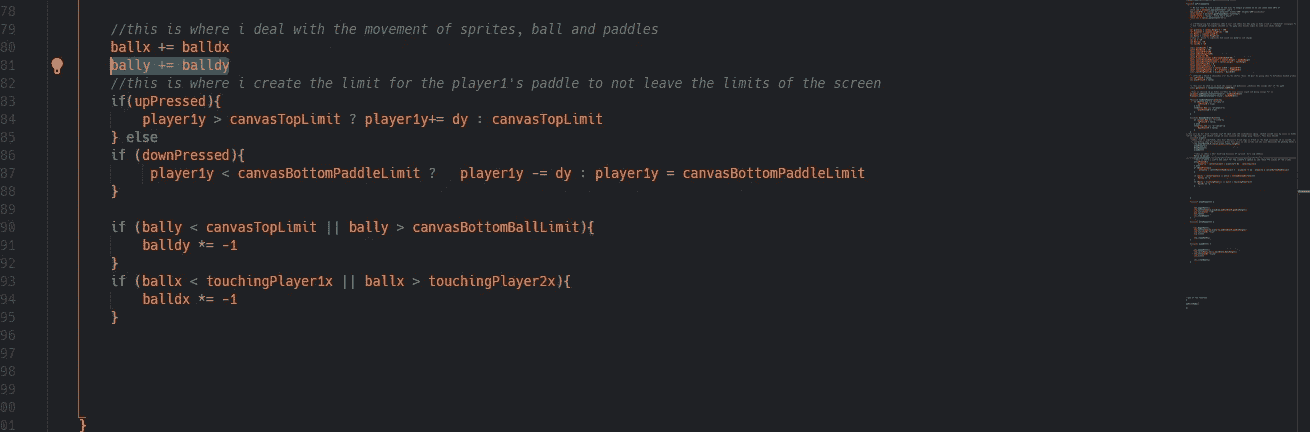 78
79 //this is where i deal with the movement of sprites, ball and paddles
80 ballx += balldx
81 bally += balldy
82 //this is where i create the limit for the player1's paddle to not leave the limits of the screen
83 if(upPressed){
84 player1y > canvasTopLimit ? player1y+= dy : canvasTopLimit
85 } else
86 if (downPressed){
87 player1y < canvasBottomPaddleLimit ? player1y -= dy : player1y = canvasBottomPaddleLimit
88 }
89
90 if (bally < canvasTopLimit || bally > canvasBottomBallLimit){
91 balldy *= -1
92 }
93 if (ballx < touchingPlayer1x || ballx > touchingPlayer2x){
94 balldx *= -1
95 }
96
97
98
99
00
01 }